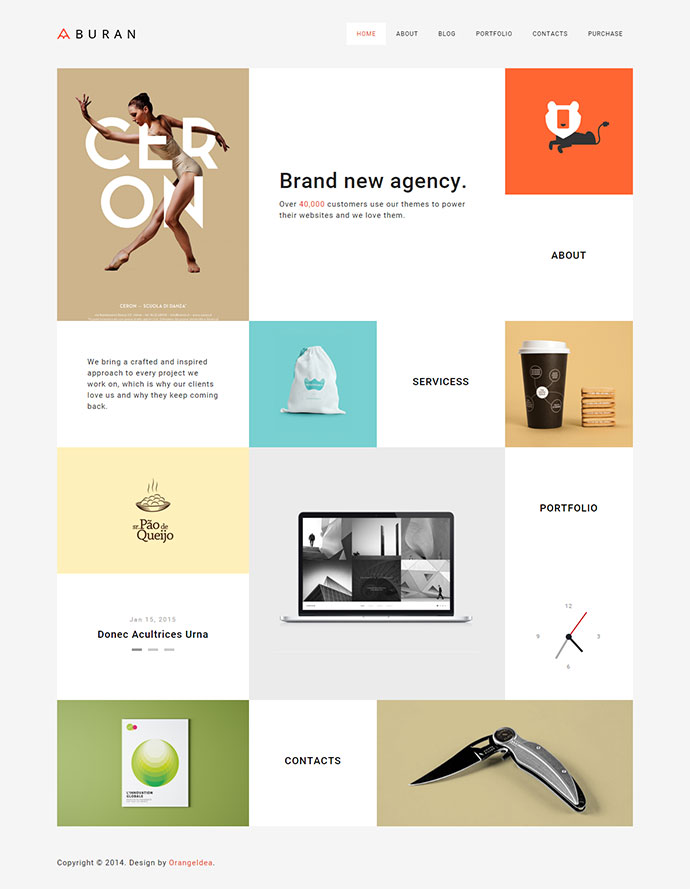 BURAN
HOME ABOUT BLOG PORTFOLIO CONTACTS PURCHASE
CER
ON
CERON – SCUOLA DI DANZA'
Brand new agency.
Over 40,000 customers use our themes to power
their websites and we love them.
ABOUT
We bring a crafted and inspired
approach to every project we
work on, which is why our clients
love us and why they keep coming
back.
SERVICESS
sr. Pão de
Queijo
PORTFOLIO
Jan 15, 2015
Donec Acultrices Urna
12
9 3
6
L'INNOVATION
GLOBALE
CONTACTS
Copyright © 2014. Design by OrangeIdea.